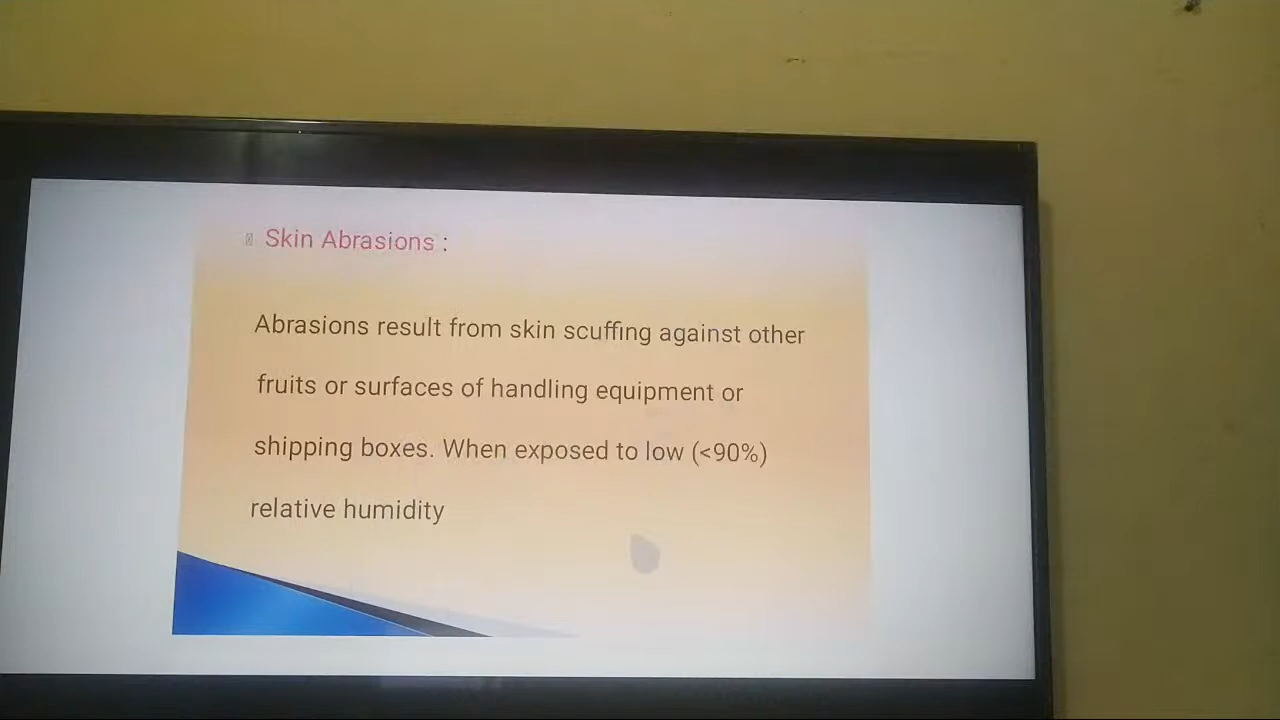 Skin Abrasions :
Abrasions result from skin scuffing against other
fruits or surfaces of handling equipment or
shipping boxes. When exposed to low (<90%)
relative humidity